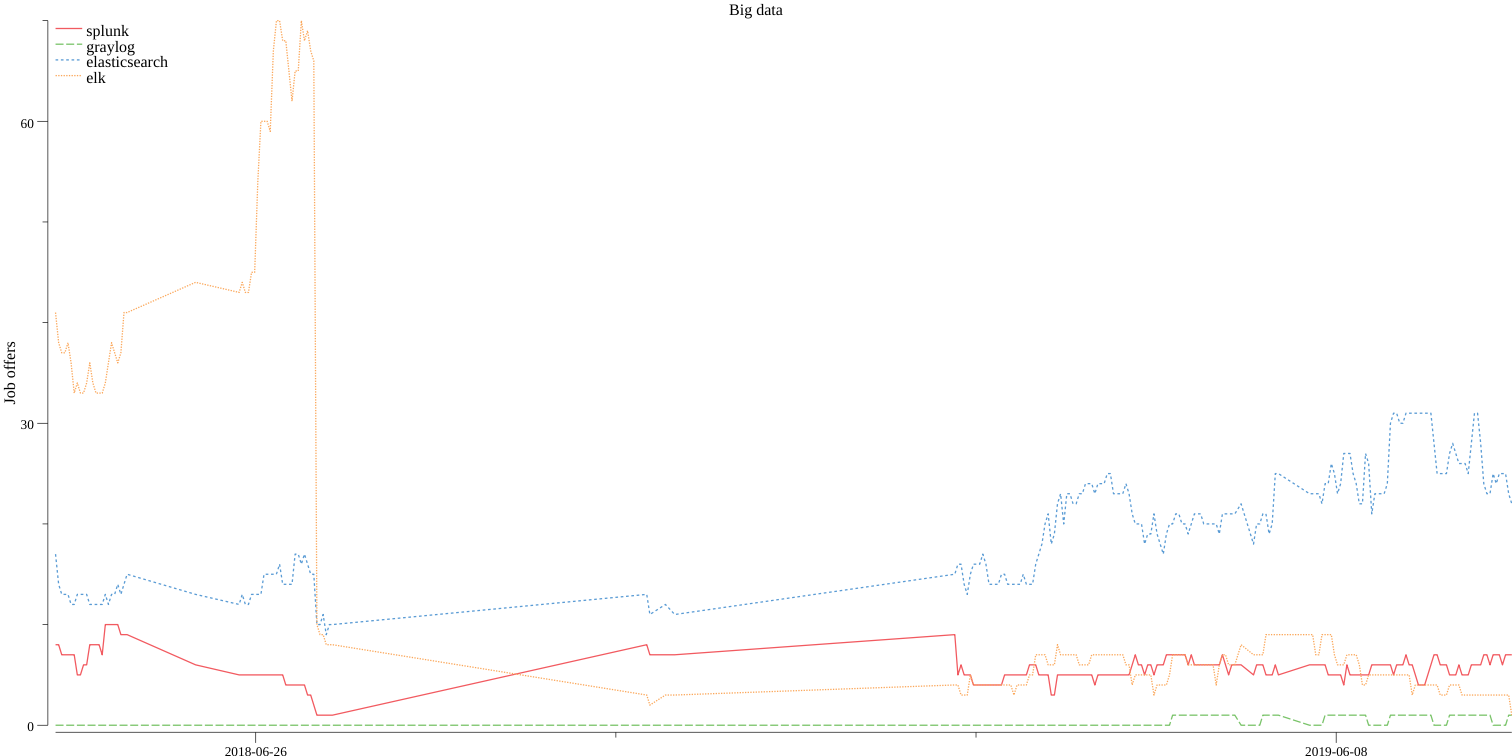 Big data
splunk
graylog
elasticsearch
elk
60
30
0
Job offers
2018-06-26
2019-06-08